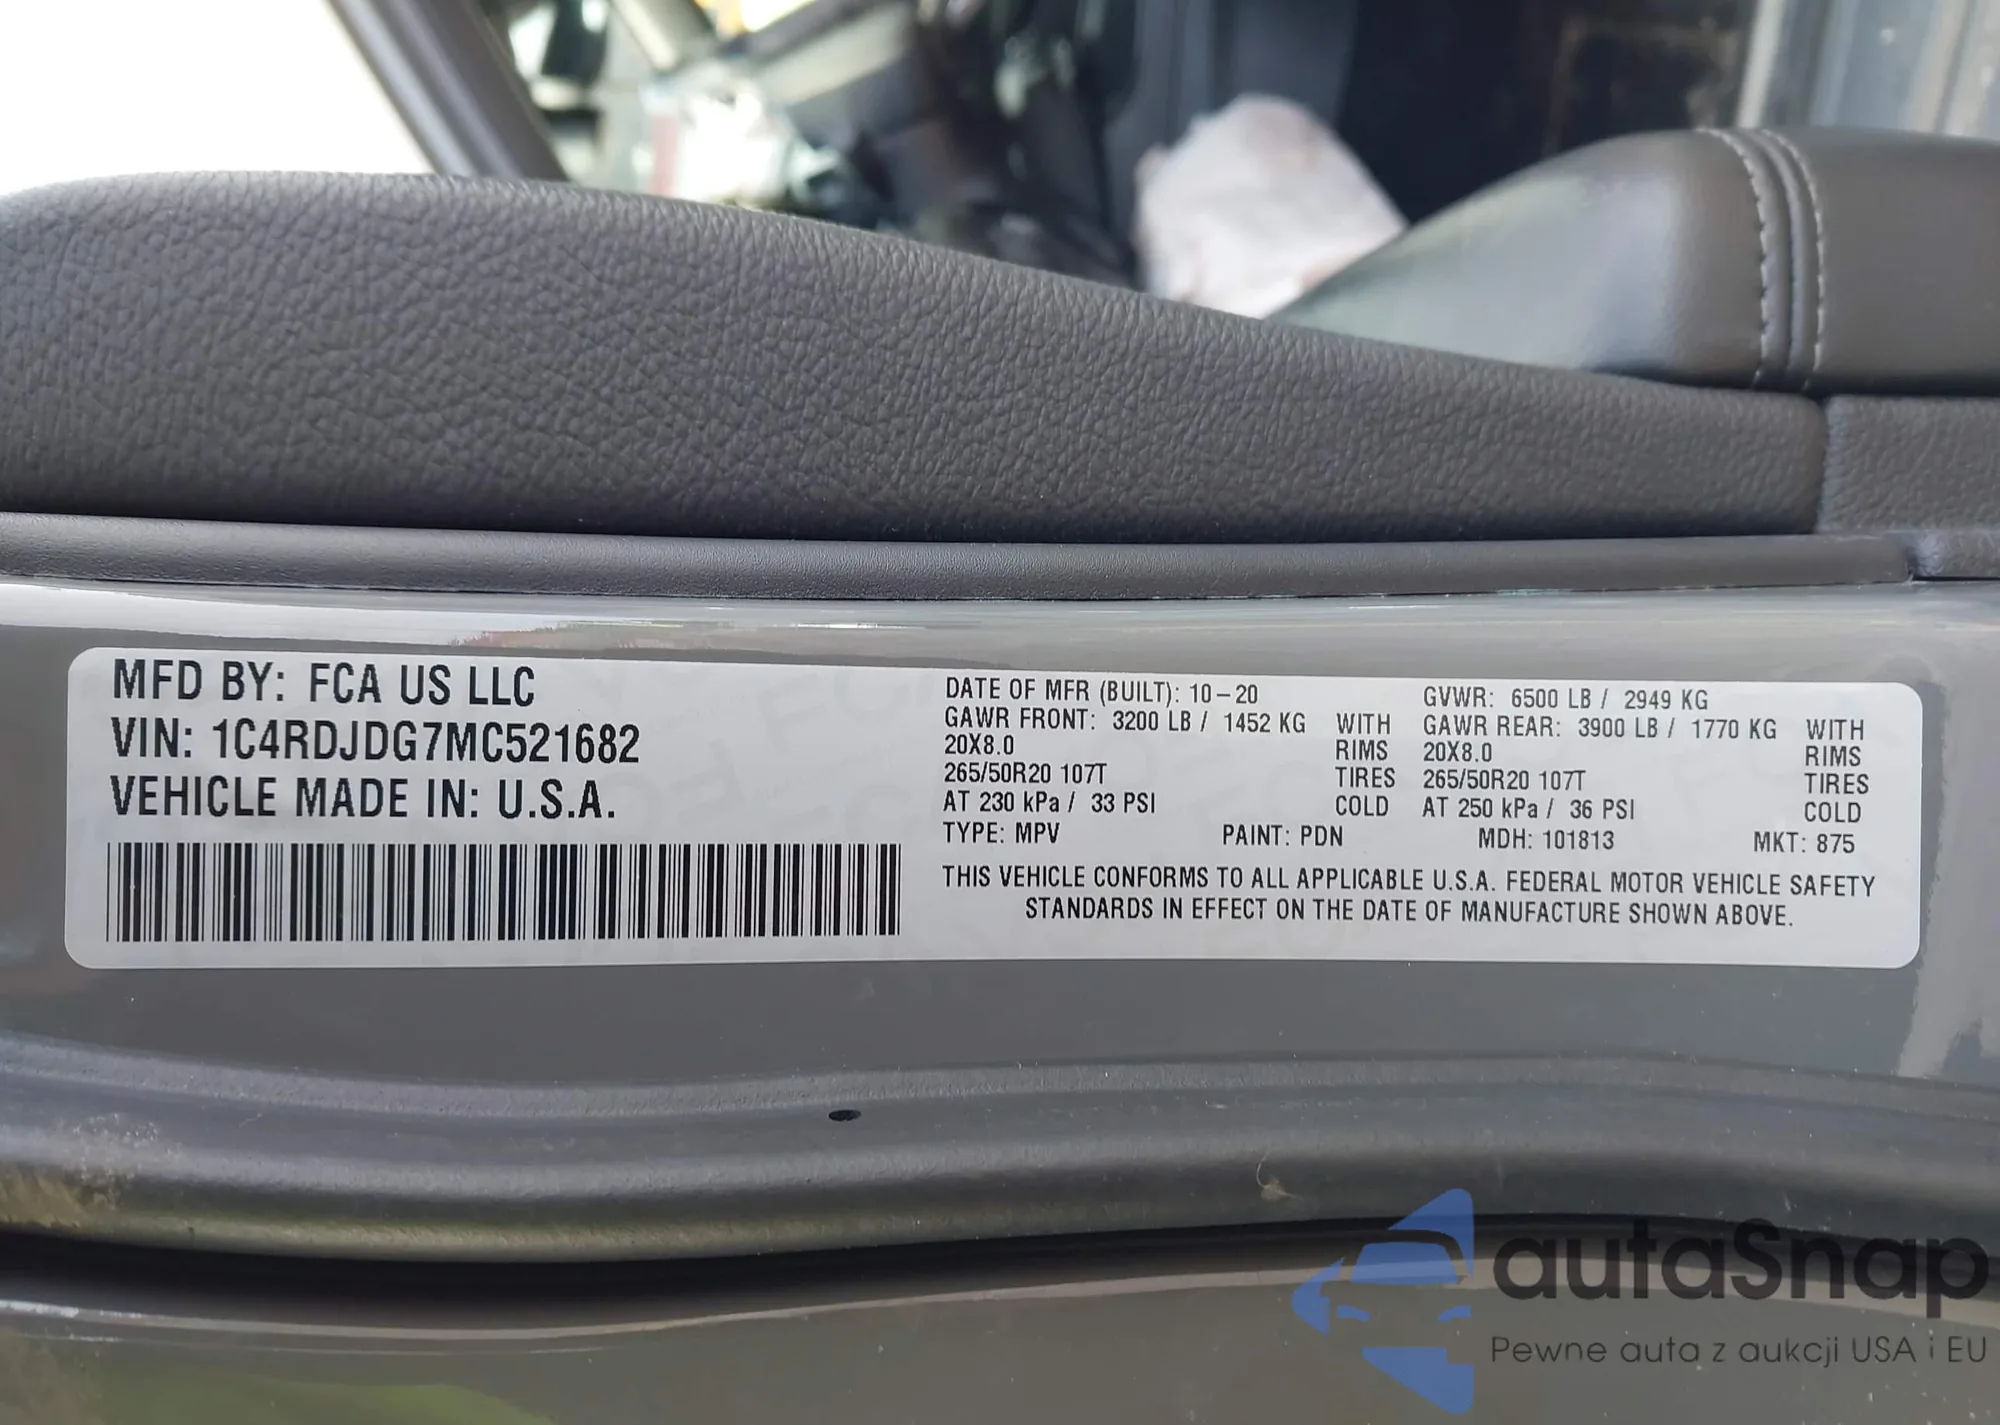 MFD BY: FCA US LLC
VIN: 1C4RDJDG7MC521682
VEHICLE MADE IN: U.S.A.
DATE OF MFR (BUILT): 10-20 GVWR: 6500 LB / 2949 KG
GAWR FRONT: 3200 LB / 1452 KG WITH GAWR REAR: 3900 LB / 1770 KG WITH
20X8.0 RIMS 20X8.0 RIMS
265/50R20 107T TIRES 265/50R20 107T TIRES
AT 230 kPa / 33 PSI COLD AT 250 kPa / 36 PSI COLD
TYPE: MPV PAINT: PDN MDH: 101813 MKT: 875
THIS VEHICLE CONFORMS TO ALL APPLICABLE U.S.A. FEDERAL MOTOR VEHICLE SAFETY
STANDARDS IN EFFECT ON THE DATE OF MANUFACTURE SHOWN ABOVE.
autaSnap
Pewne auta z aukcji USA i EU